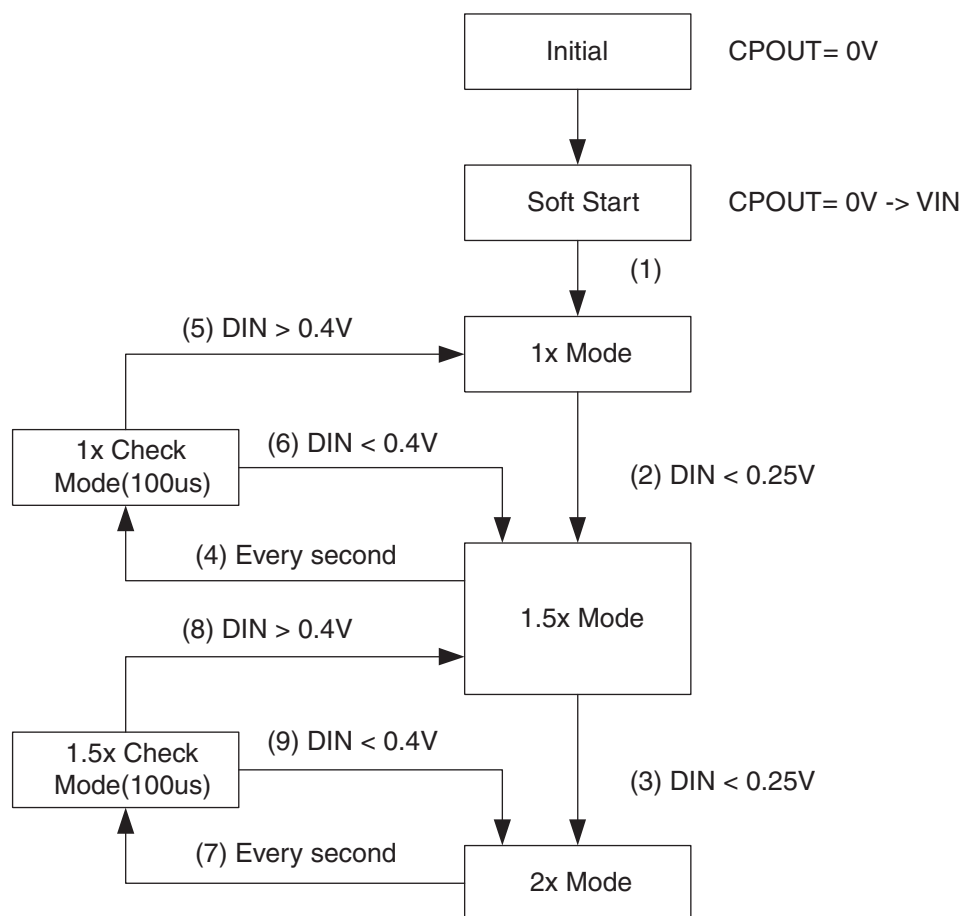 Initial
CPOUT= 0V
Soft Start
CPOUT= 0V -> VIN
(1)
(5) DIN > 0.4V
1x Mode
1x Check
Mode(100us)
(6) DIN < 0.4V
(2) DIN < 0.25V
(4) Every second
1.5x Mode
(8) DIN > 0.4V
1.5x Check
Mode(100us)
(9) DIN < 0.4V
(3) DIN < 0.25V
(7) Every second
2x Mode